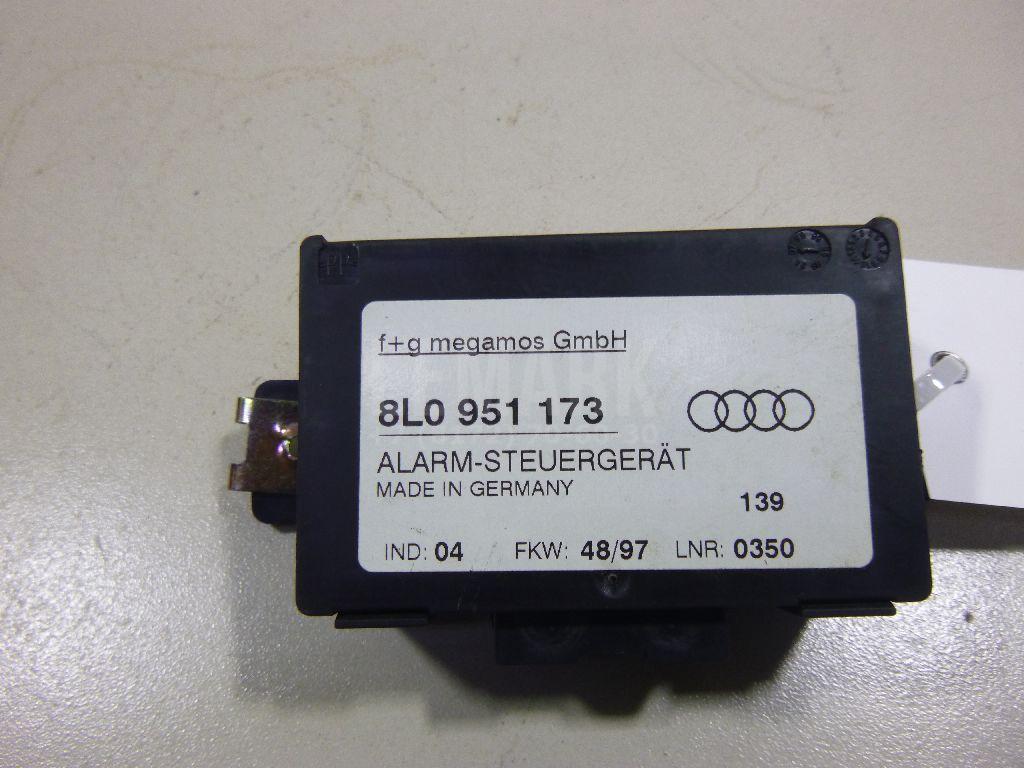 f+g megamos GmbH
8L0 951 173
ALARM-STEUERGERÄT
MADE IN GERMANY
139
IND: 04 FKW: 48/97 LNR: 0350